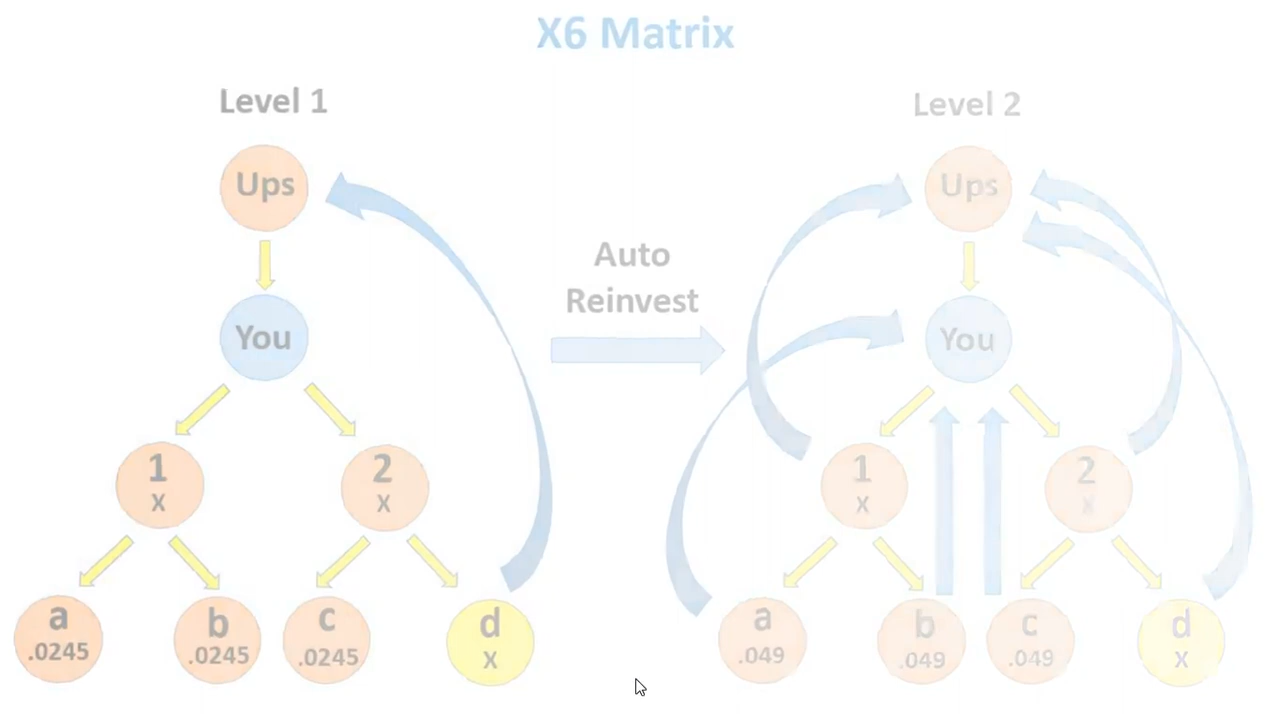 X6 Matrix
Level 1
Ups
You
1
x
2
x
a
.0245
b
.0245
c
.0245
d
x
Auto
Reinvest
Level 2
Ups
You
1
x
2
x
a
.049
b
.049
c
.049
d
x